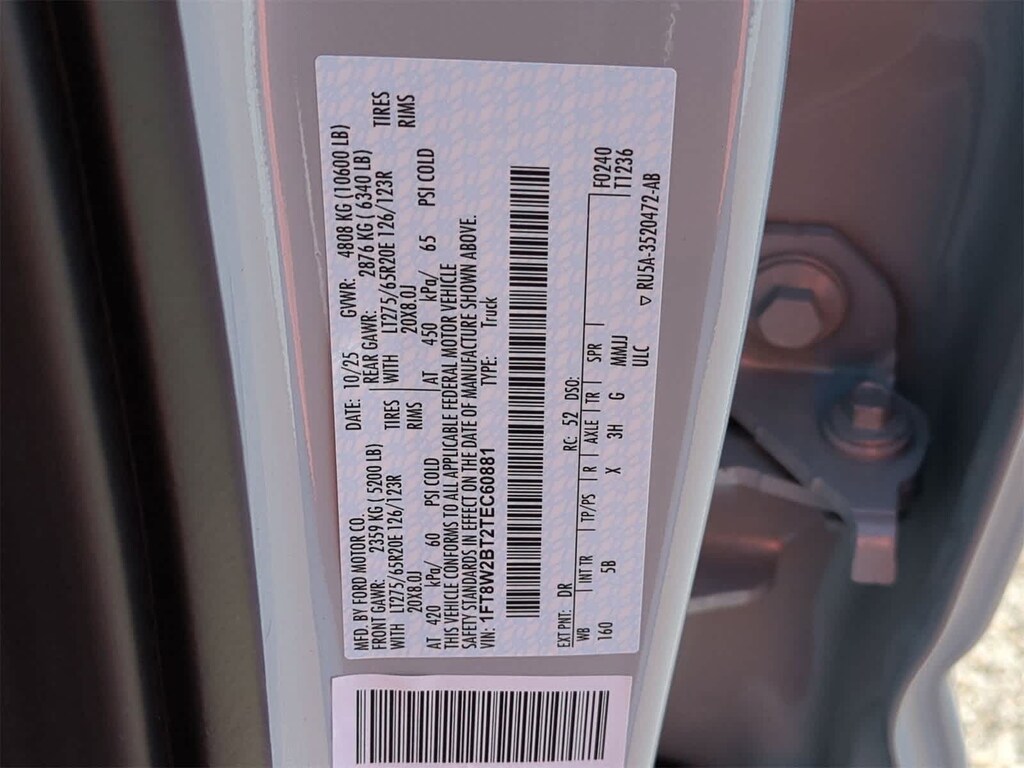 MFD. BY FORD MOTOR CO. DATE: 10/25 GVWR: 4808 KG (10600 LB)
FRONT GAWR: 2359 KG ( 5200 LB) REAR GAWR: 2876 KG ( 6340 LB)
WITH LT275/65R20E 126/123R TIRES WITH LT275/65R20E 126/123R TIRES
20X8.0J RIMS 20X8.0J RIMS
AT 420 kPa/ 60 PSI COLD AT 450 kPa/ 65 PSI COLD
THIS VEHICLE CONFORMS TO ALL APPLICABLE FEDERAL MOTOR VEHICLE
SAFETY STANDARDS IN EFFECT ON THE DATE OF MANUFACTURE SHOWN ABOVE.
VIN: 1FT8W2BT2TEC60881 TYPE: Truck
EXT PNT: DR RC: 52 DSO: F0240
WB INT TR TP/PS R AXLE TR SPR TT1236
160 5B X 3H G MMJJ
ULC RU5A-3520472-AB